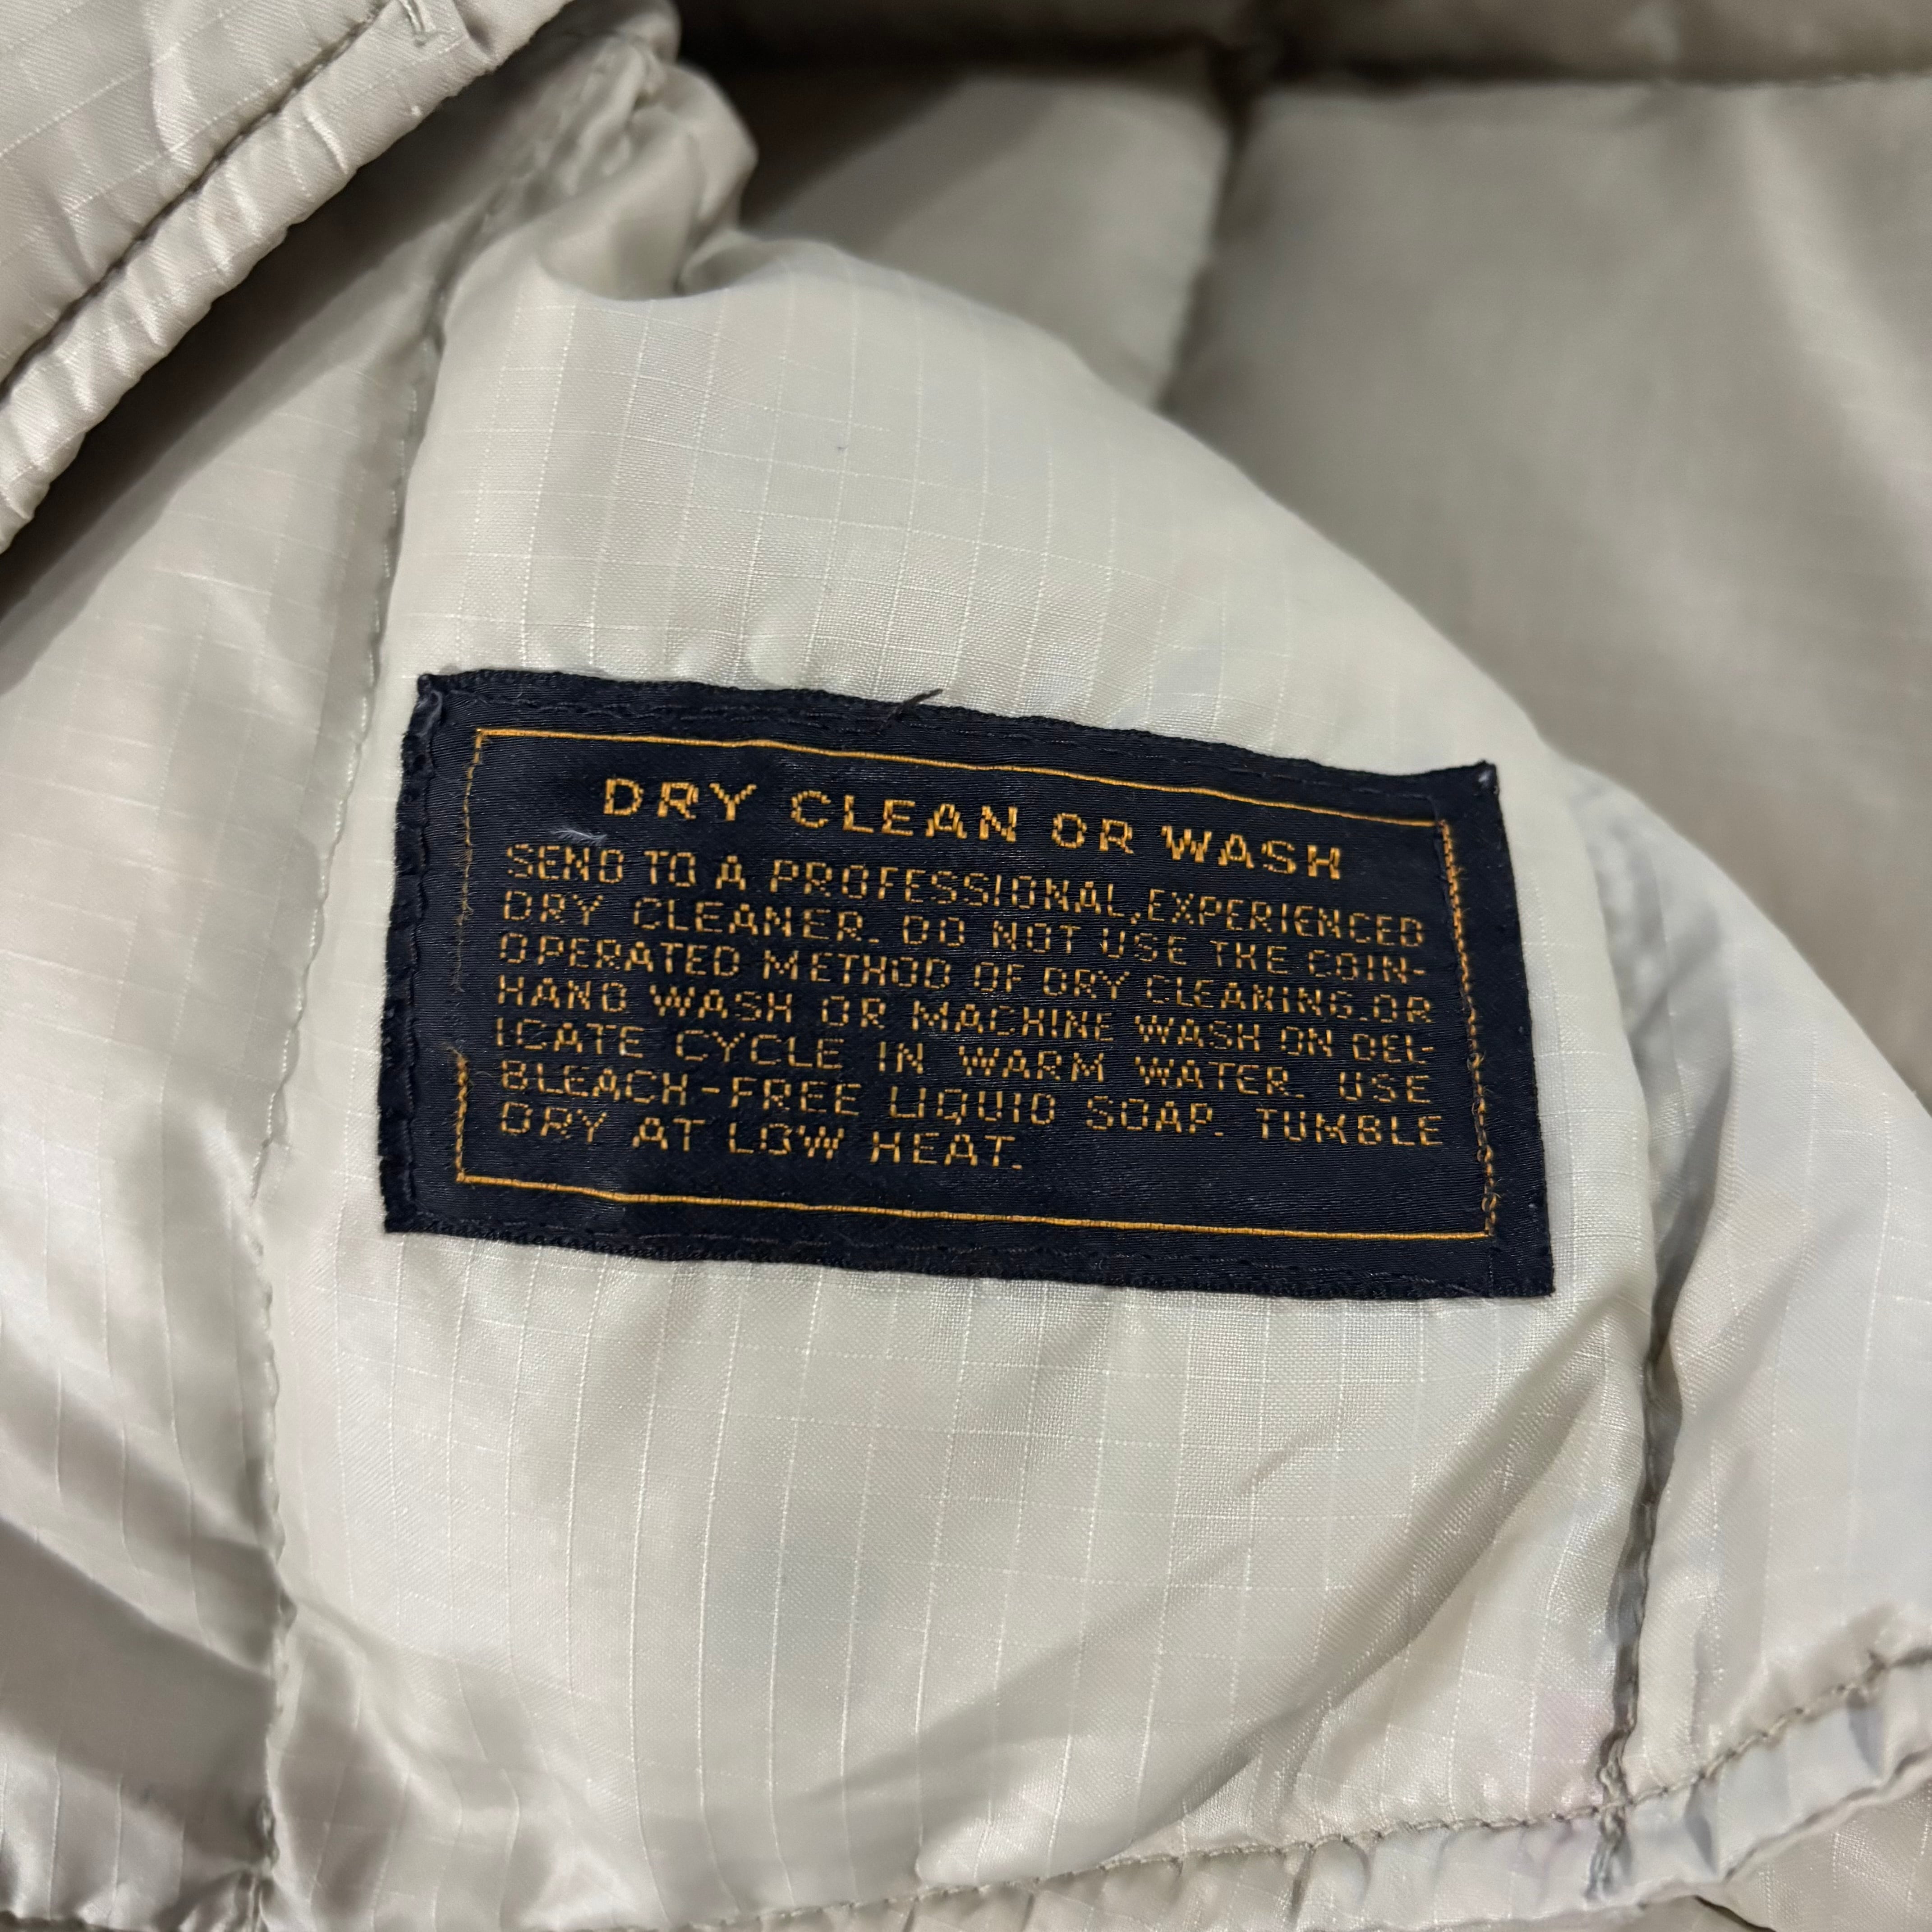 DRY CLEAN OR WASH
SEND TO A PROFESSIONAL,EXPERIENCED
DRY CLEANER. DO NOT USE THE COIN-
OPERATED METHOD OF DRY CLEANING.OR
HAND WASH OR MACHINE WASH ON DEL-
ICATE CYCLE IN WARM WATER. USE
BLEACH-FREE LIQUID SOAP. TUMBLE
DRY AT LOW HEAT.